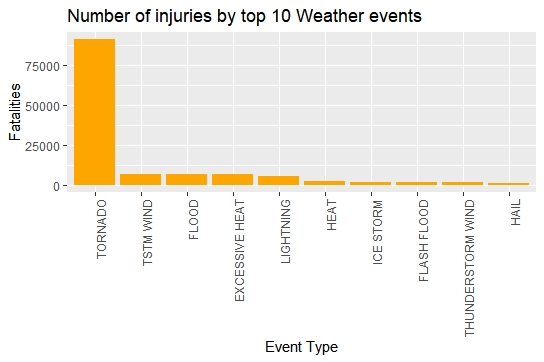 Number of injuries by top 10 Weather events
Fatalities
75000
50000
25000
0
TORNADO
TSTM WIND
FLOOD
EXCESSIVE HEAT
LIGHTNING
HEAT
ICE STORM
FLASH FLOOD
THUNDERSTORM WIND
HAIL
Event Type